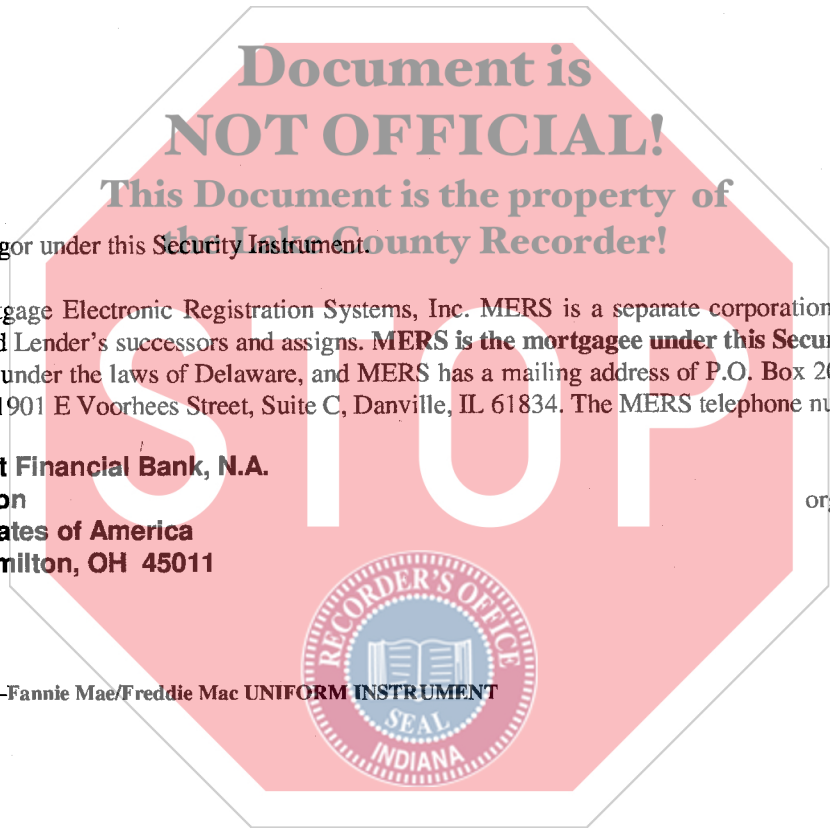 Document is
NOT OFFICIAL!
This Document is the property of
the Lake County Recorder!
gor under this Security Instrument.
tgage Electronic Registration Systems, Inc. MERS is a separate corporation
d Lender's successors and assigns. MERS is the mortgagee under this Secur
under the laws of Delaware, and MERS has a mailing address of P.O. Box 20
1901 E Voorhees Street, Suite C, Danville, IL 61834. The MERS telephone nu
t Financial Bank, N.A.
on
org
ates of America
milton, OH 45011
STOP
RECORDER'S OFFICE
SEAL
INDIANA
-Fannie Mae/Freddie Mac UNIFORM INSTRUMENT